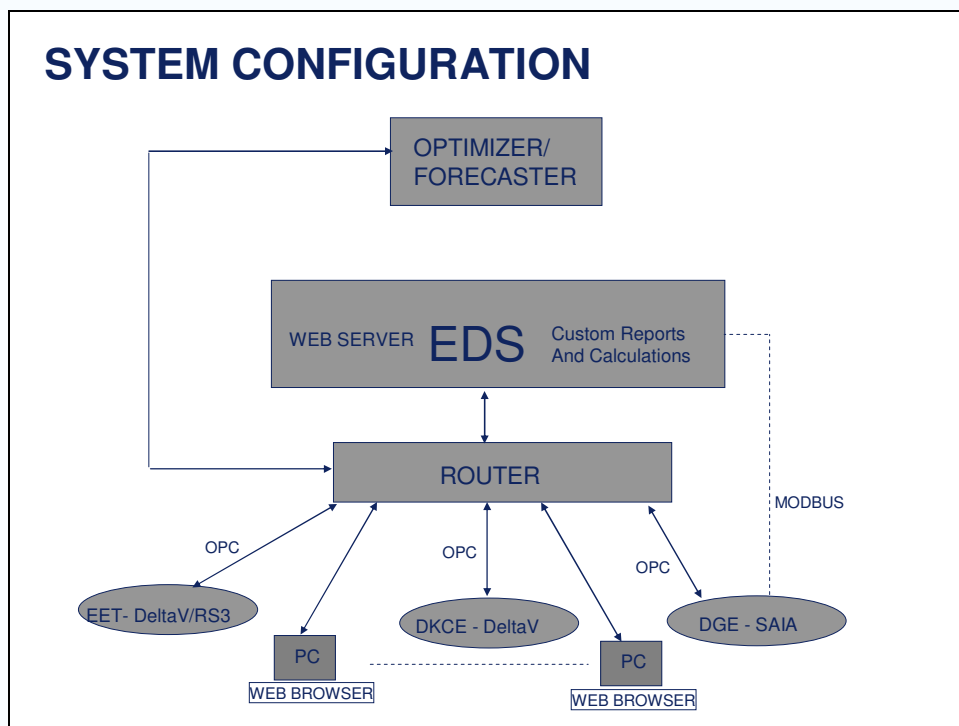 SYSTEM CONFIGURATION
OPTIMIZER/
FORECASTER
WEB SERVER
EDS
Custom Reports
And Calculations
ROUTER
MODBUS
OPC
OPC
OPC
EET- DeltaV/RS3
DKCE - DeltaV
DGE - SAIA
PC
PC
WEB BROWSER
WEB BROWSER